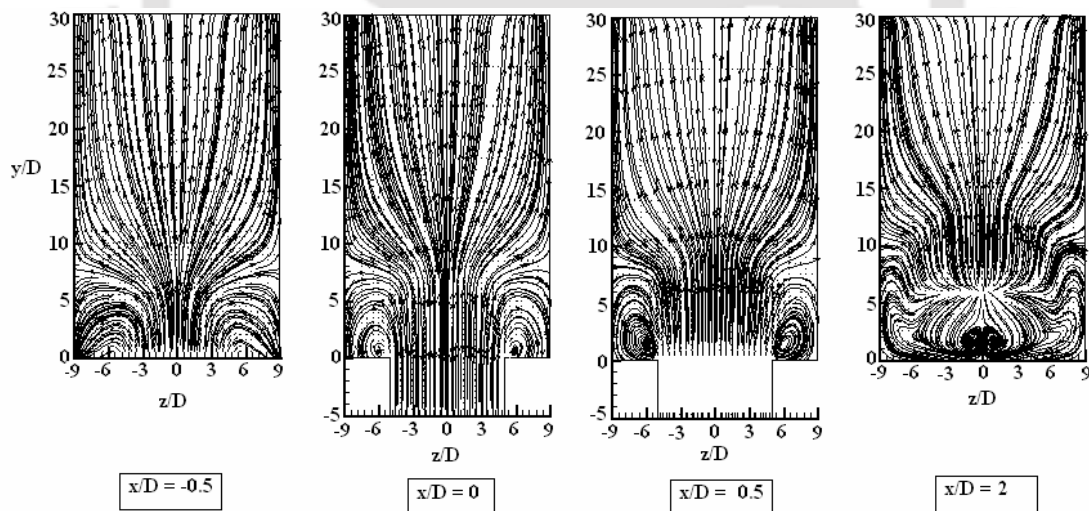 30 25 20 15 10 5 0
y/D
-9 -6 -3 0 3 6 9
z/D
x/D = -0.5
30 25 20 15 10 5 0 -5
-9 -6 -3 0 3 6 9
z/D
x/D = 0
30 25 20 15 10 5 0 -5
-9 -6 -3 0 3 6 9
z/D
x/D = 0.5
30 25 20 15 10 5 0
-9 -6 -3 0 3 6 9
z/D
x/D = 2